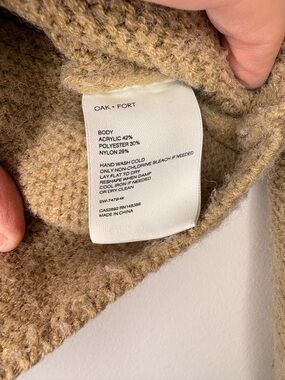 OAK + FORT
BODY
ACRYLIC 42%
POLYESTER 30%
NYLON 28%
HAND WASH COLD
ONLY NON-CHLORINE BLEACH IF NEEDED
LAY FLAT TO DRY
RESHAPE WHEN DAMP
COOL IRON IF NEEDED
OR DRY CLEAN
MADE IN CHINA